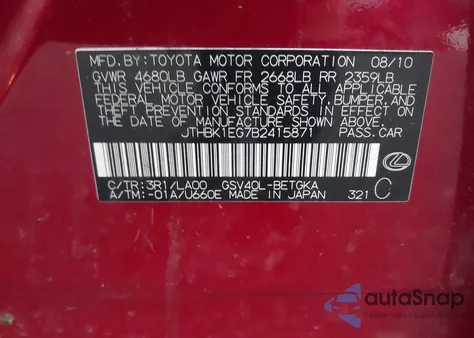 MFD.BY:TOYOTA MOTOR CORPORATION 08/10
GVWR 4680LB GAWR FR 2668LB RR 2359LB
THIS VEHICLE CONFORMS TO ALL APPLICABLE
FEDERAL MOTOR VEHICLE SAFETY,BUMPER,AND
THEFT PREVENTION STANDARDS IN EFFECT ON
THE DATE OF MANUFACTURE SHOWN ABOVE.
JTHBK1EG7B2415871 PASS.CAR
C/TR:3R1/LA00 GSV40L-BETGKA C
A/TM:-01A/U660E MADE IN JAPAN 321
autoSnap